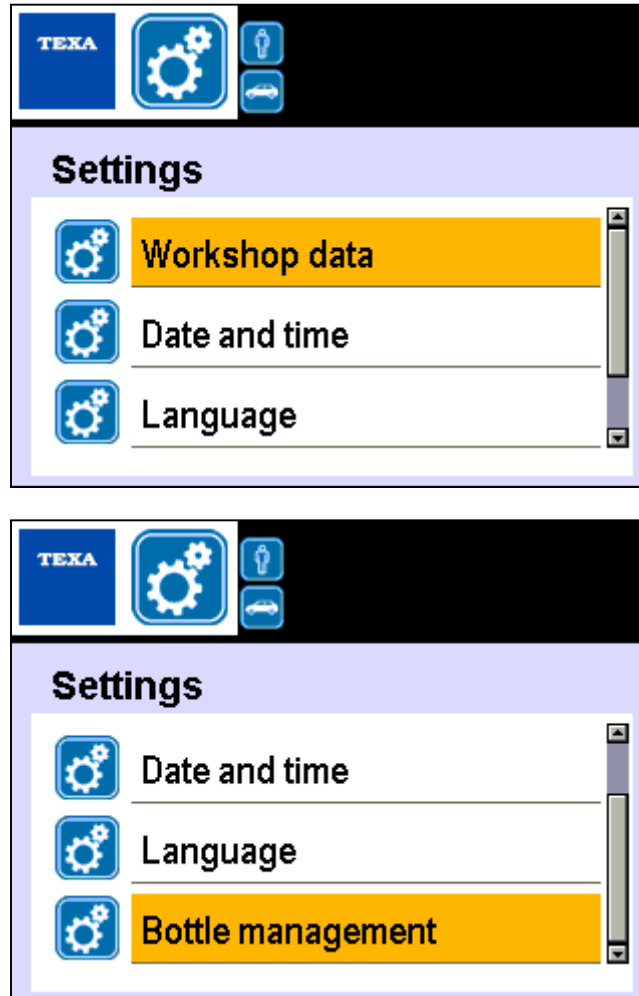 TEXA
Settings
Workshop data
Date and time
Language
TEXA
Settings
Date and time
Language
Bottle management